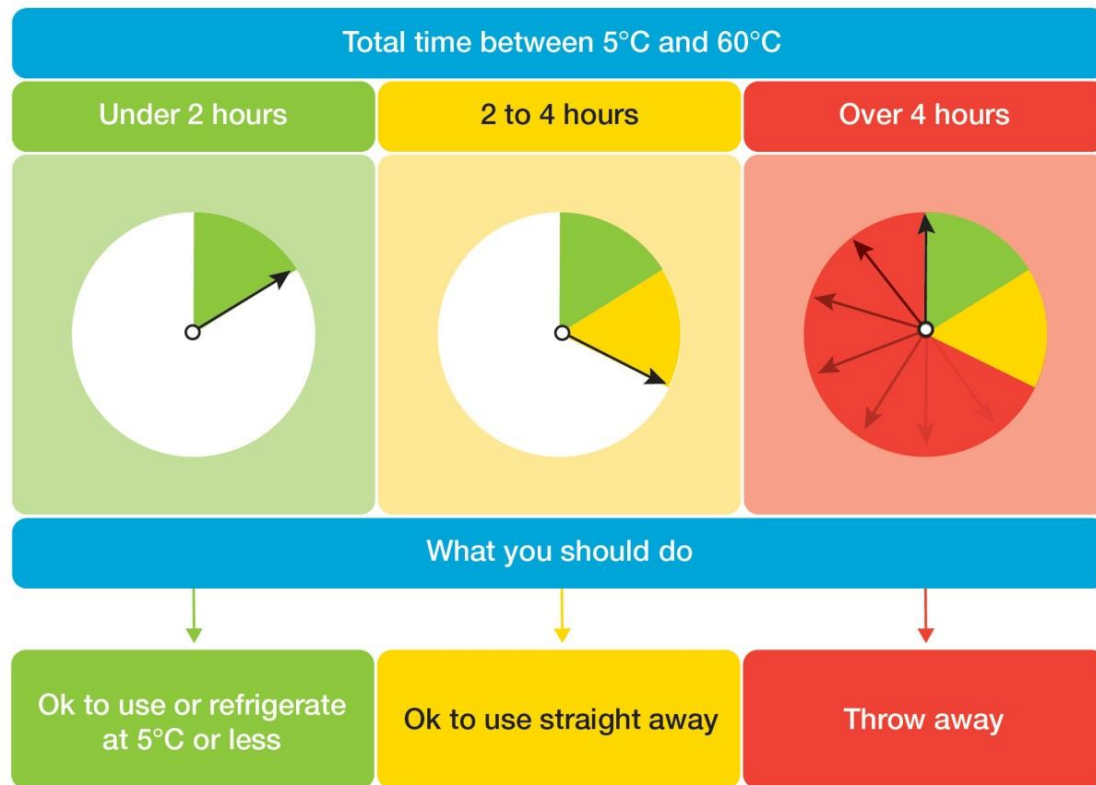 Total time between 5°C and 60°C
Under 2 hours
2 to 4 hours
Over 4 hours
What you should do
Ok to use or refrigerate
at 5°C or less
Ok to use straight away
Throw away